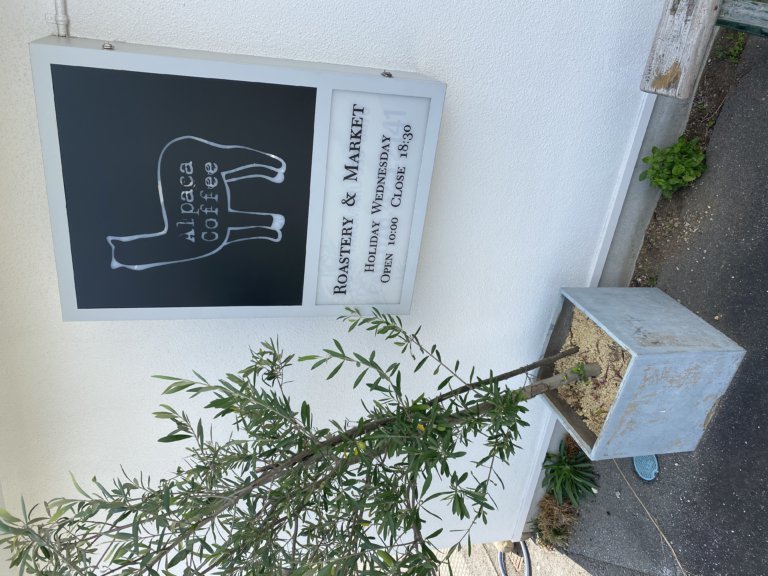 Alpaca
Coffee
ROASTERY & MARKET
HOLIDAY WEDNESDAY
OPEN 10:00 CLOSE 18:30